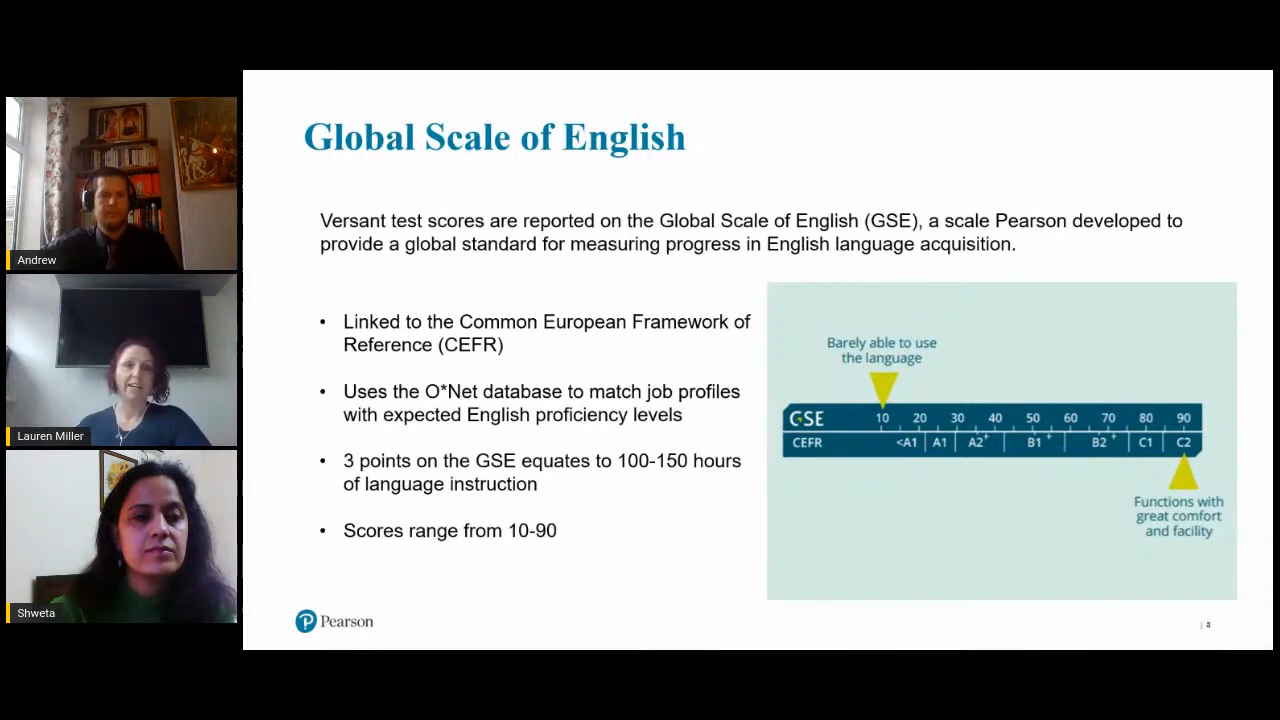 Andrew
Lauren Miller
Shweta
Global Scale of English
Versant test scores are reported on the Global Scale of English (GSE), a scale Pearson developed to
provide a global standard for measuring progress in English language acquisition.
• Linked to the Common European Framework of
Reference (CEFR)
• Uses the O*Net database to match job profiles
with expected English proficiency levels
• 3 points on the GSE equates to 100-150 hours
of language instruction
• Scores range from 10-90
Barely able to use
the language
GSE 10 20 30 40 50 60 70 80 90
CEFR <A1 A1 A2+ B1 + B2 + C1 C2
Functions with
great comfort
and facility
Pearson
| 3